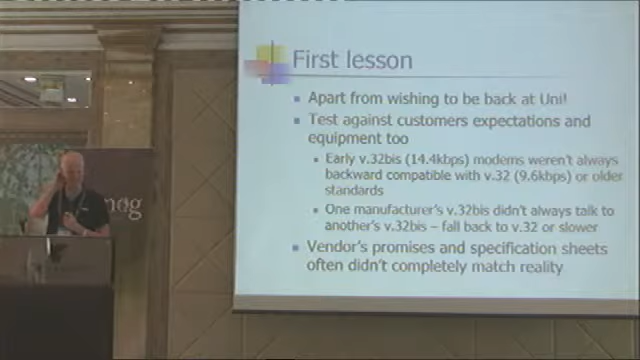 First lesson
Apart from wishing to be back at Uni!
Test against customers expectations and
equipment too
Early v.32bis (14.4kbps) modems weren't always
backward compatible with v.32 (9.6kbps) or older
standards
One manufacturer's v.32bis didn't always talk to
another's v.32bis – fall back to v.32 or slower
Vendor's promises and specification sheets
often didn't completely match reality
nog